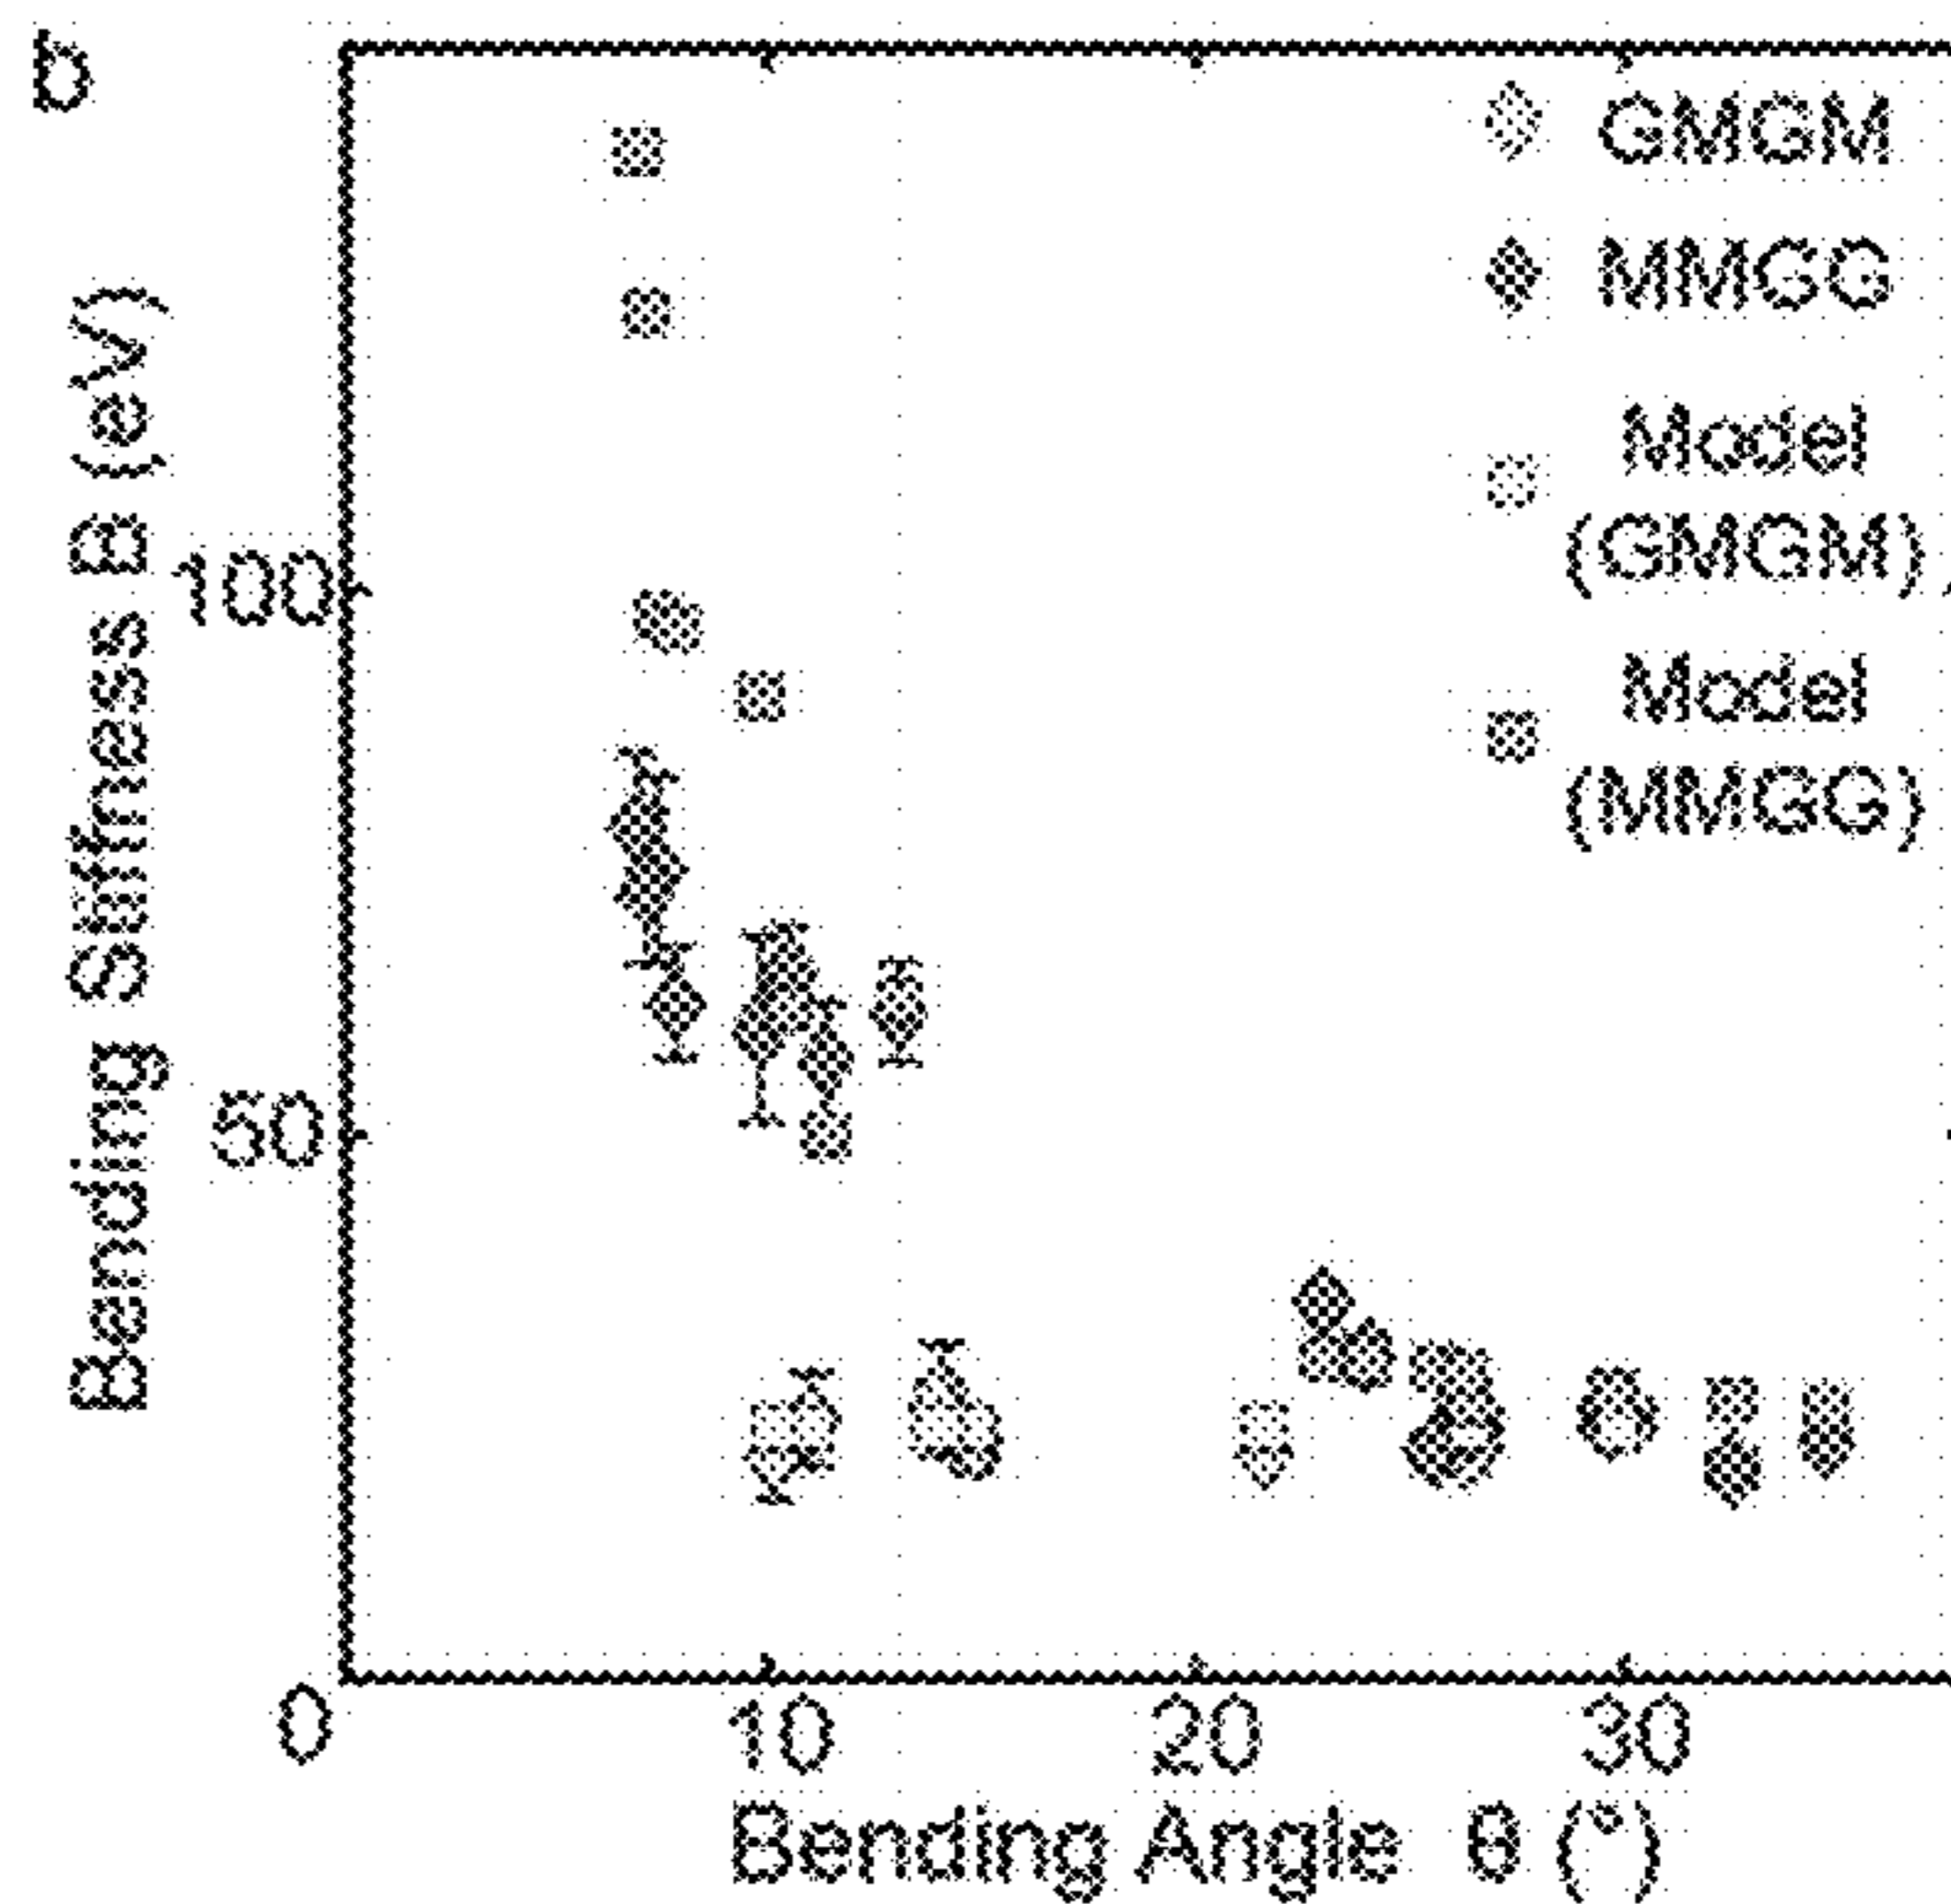 b
GMGM
MMGG
Model
(GMGM)
Model
(MMGG)
Bending Stiffness B (eV)
100
50
0
10
20
30
Bending Angle θ (°)